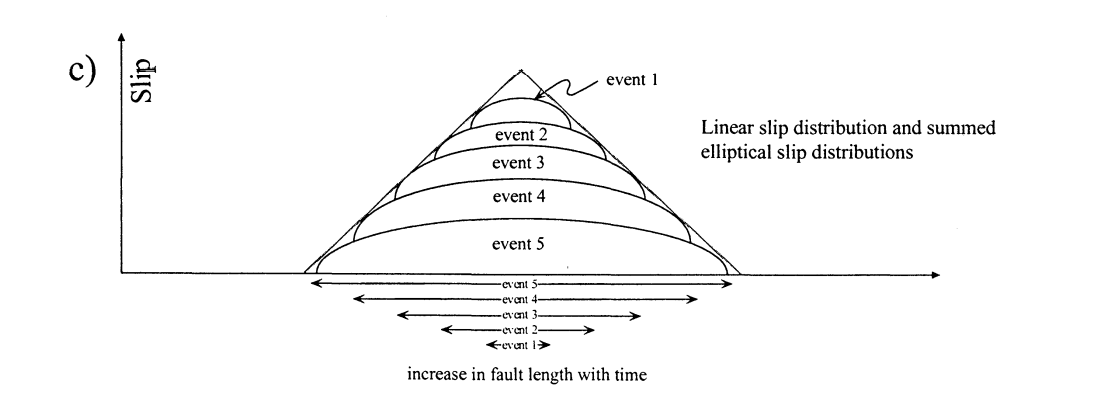 c)
Slip
event 1
event 2
event 3
event 4
event 5
Linear slip distribution and summed
elliptical slip distributions
event 5
event 4
event 3
event 2
event 1
increase in fault length with time